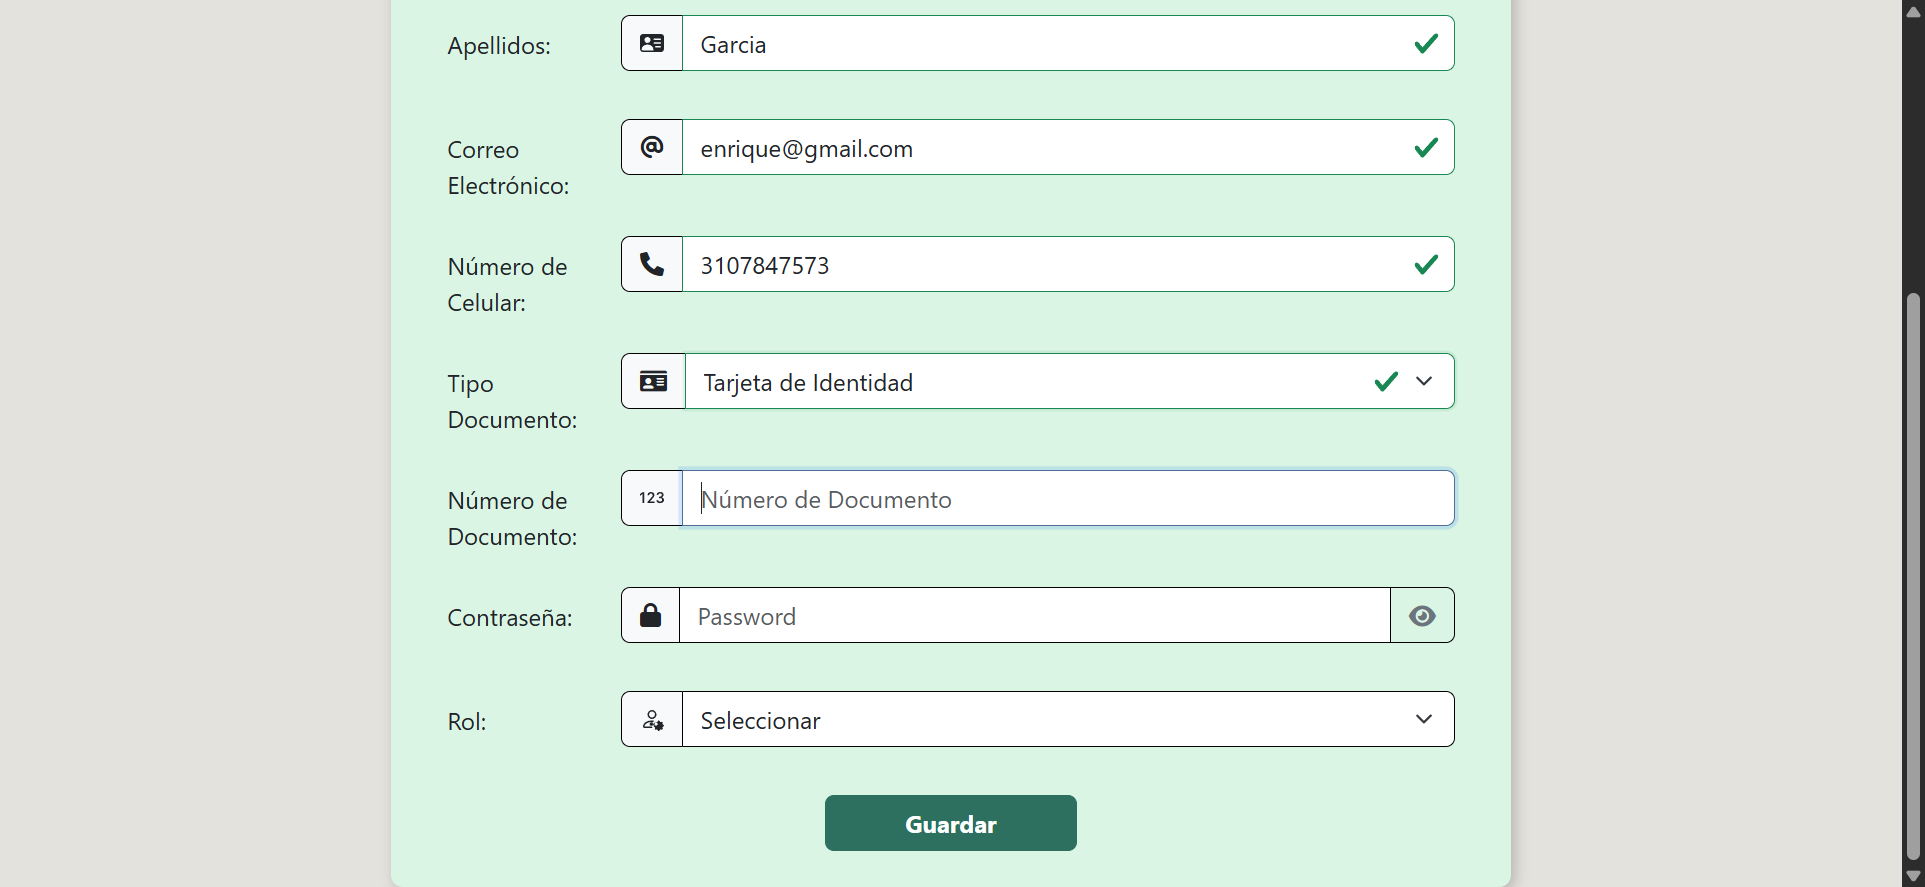 Apellidos:
Garcia
Correo
Electrónico:
enrique@gmail.com
Número de
Celular:
3107847573
Tipo
Documento:
Tarjeta de Identidad
Número de
Documento:
123
Número de Documento
Contraseña:
Password
Rol:
Seleccionar
Guardar